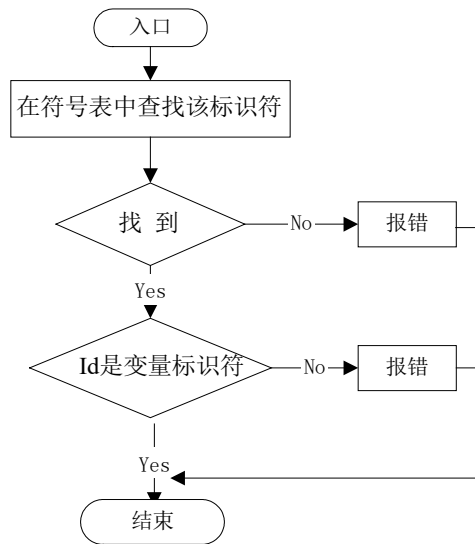 入口
在符号表中查找该标识符
找 到
No
报错
Yes
Id是变量标识符
No
报错
Yes
结束